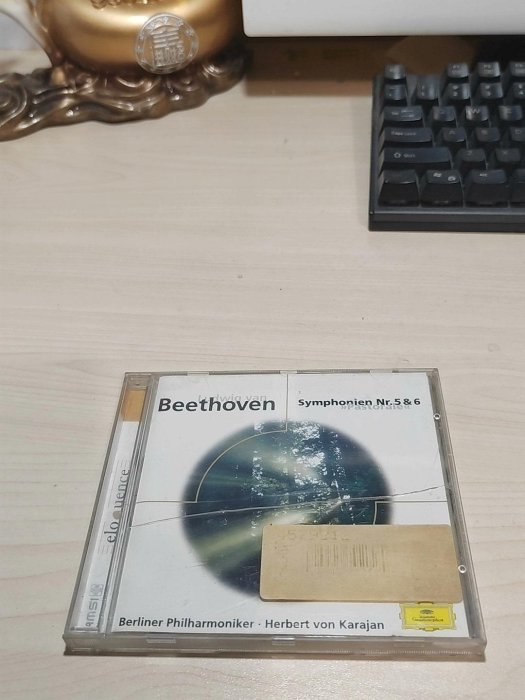 Ludwig van
Beethoven
Symphonien Nr. 5 & 6
»Pastorale«
eloquence
Berliner Philharmoniker · Herbert von Karajan